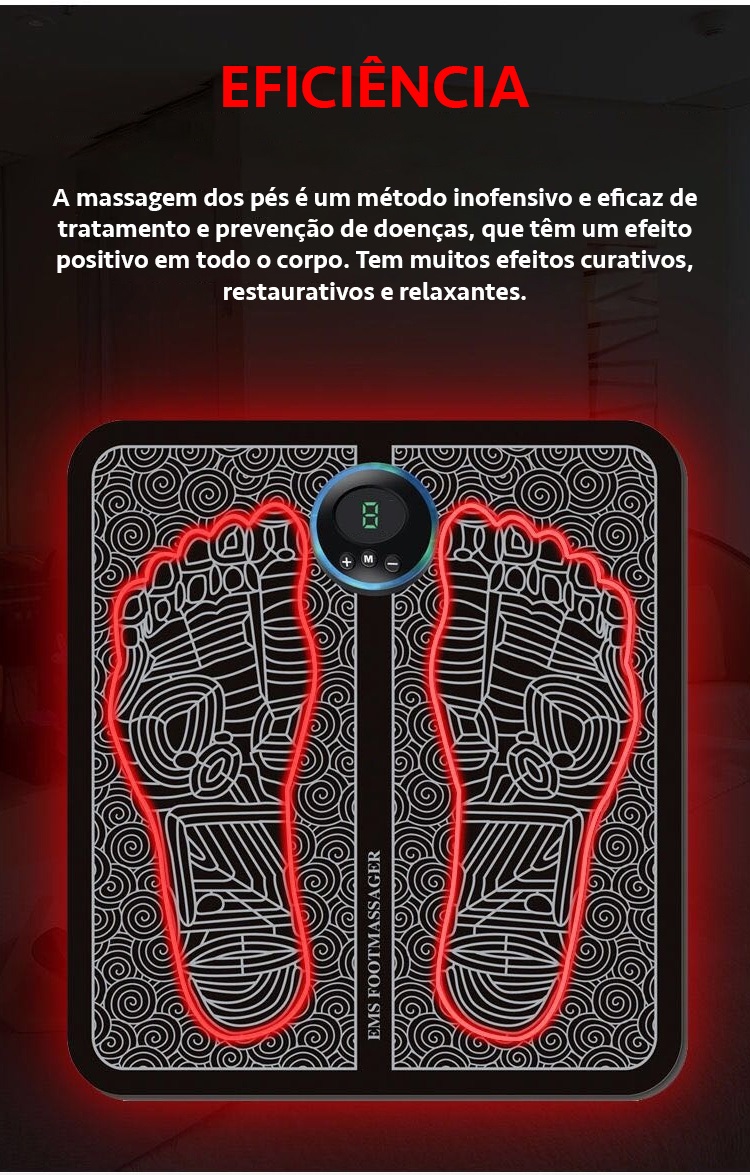 EFICIÊNCIA
A massagem dos pés é um método inofensivo e eficaz de
tratamento e prevenção de doenças, que têm um efeito
positivo em todo o corpo. Tem muitos efeitos curativos,
restaurativos e relaxantes.
8
+ M −
EMS FOOTMASSAGER